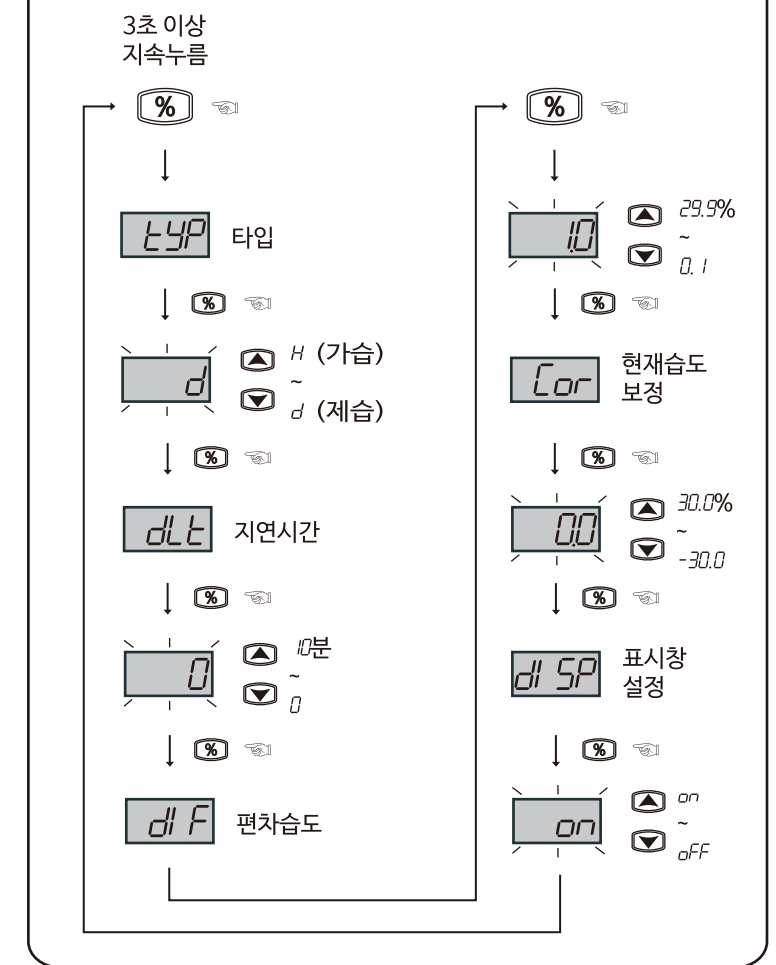 3초 이상
지속누름
%
typ
타입
%
d
H (가습)
~
d (제습)
%
dLt
지연시간
%
0
10분
~
0
%
dIF
편차습도
%
1.0
29.9%
~
0.1
%
Cor
현재습도
보정
%
0.0
30.0%
~
-30.0
%
dISP
표시창
설정
%
on
on
~
oFF